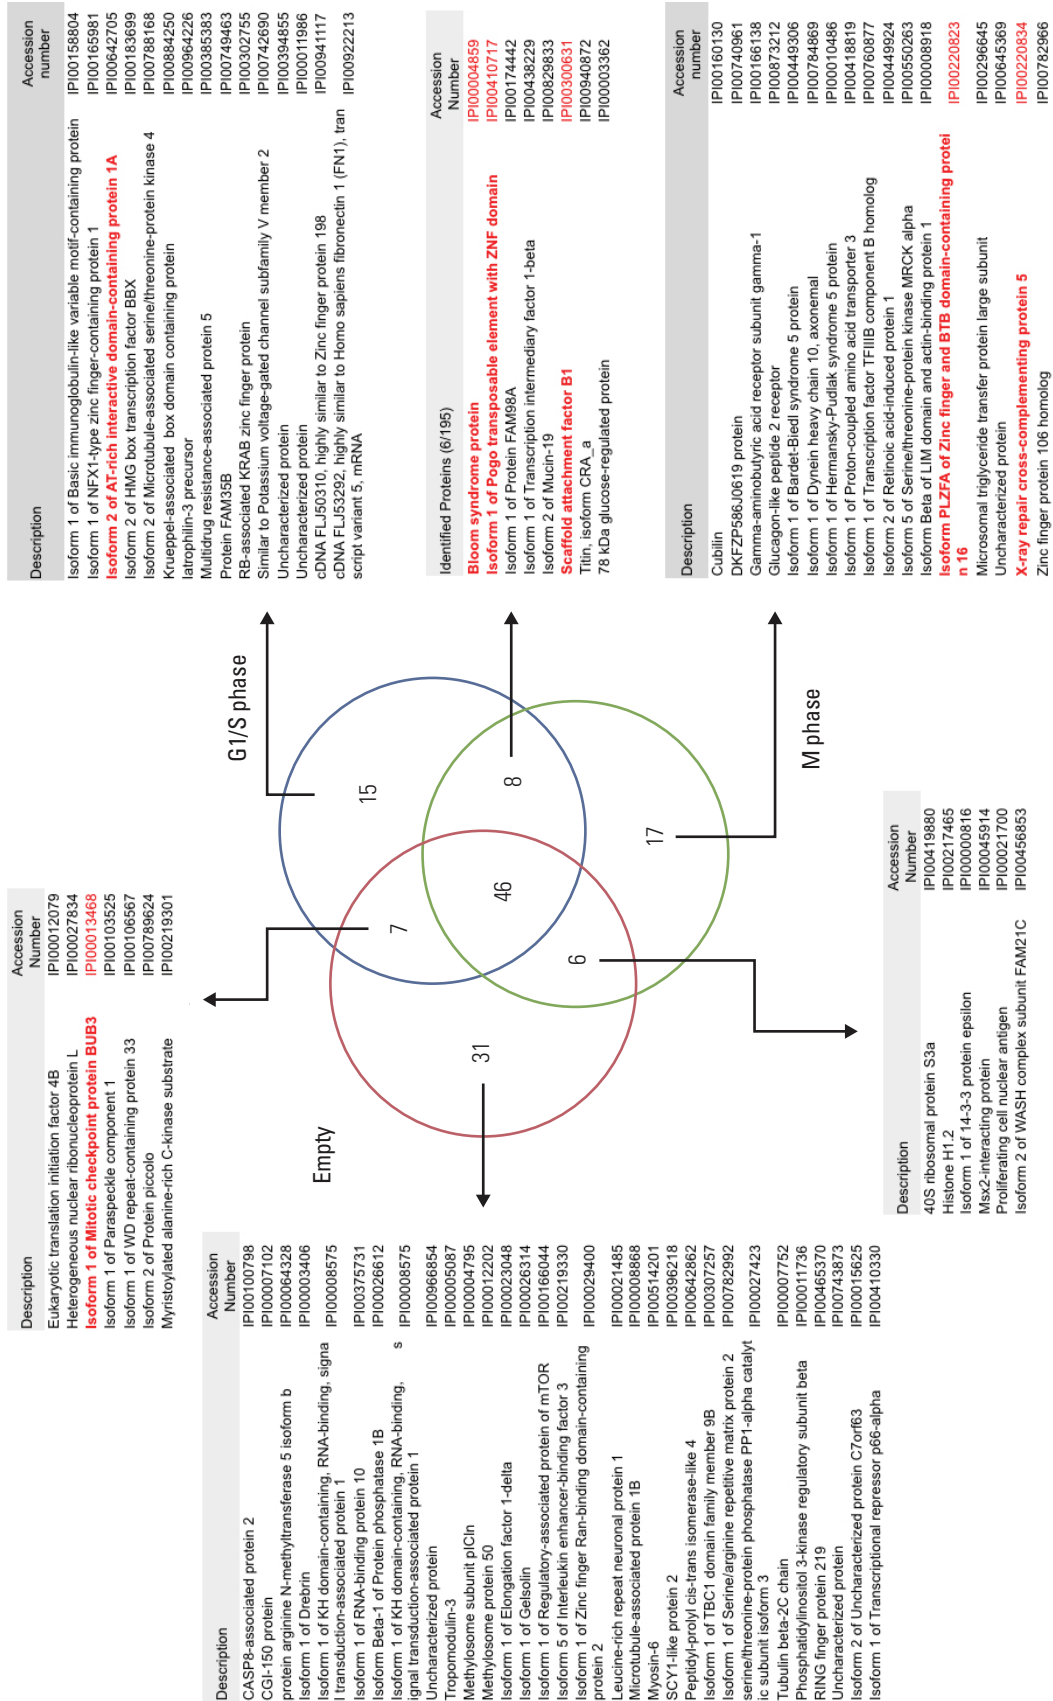 Description Accession Number
CASP8-associated protein 2 IPI00100798
CGI-150 protein IPI00007102
protein arginine N-methyltransferase 5 isoform b IPI00064328
Isoform 1 of Drebrin IPI00003406
Isoform 1 of KH domain-containing, RNA-binding, signa IPI00008575
l transduction-associated protein 1
Isoform 1 of RNA-binding protein 10 IPI00375731
Isoform Beta-1 of Protein phosphatase 1B IPI00026612
Isoform 1 of KH domain-containing, RNA-binding, s IPI00008575
ignal transduction-associated protein 1
Uncharacterized protein IPI00966854
Tropomodulin-3 IPI00005087
Methylosome subunit pICln IPI00004795
Methylosome protein 50 IPI00012202
Isoform 1 of Elongation factor 1-delta IPI00023048
Isoform 1 of Gelsolin IPI00026314
Isoform 1 of Regulatory-associated protein of mTOR IPI00166044
Isoform 5 of Interleukin enhancer-binding factor 3 IPI00219330
Isoform 1 of Zinc finger Ran-binding domain-containing IPI00029400
protein 2
Leucine-rich repeat neuronal protein 1 IPI00021485
Microtubule-associated protein 1B IPI00008868
Myosin-6 IPI00514201
SCY1-like protein 2 IPI00396218
Peptidyl-prolyl cis-trans isomerase-like 4 IPI00642862
Isoform 1 of TBC1 domain family member 9B IPI00307257
Isoform 1 of Serine/arginine repetitive matrix protein 2 IPI00782992
serine/threonine-protein phosphatase PP1-alpha catalyt IPI00027423
ic subunit isoform 3
Tubulin beta-2C chain IPI00007752
Phosphatidylinositol 3-kinase regulatory subunit beta IPI00011736
RING finger protein 219 IPI00465370
Uncharacterized protein IPI00743873
Isoform 2 of Uncharacterized protein C7orf63 IPI00015625
Isoform 1 of Transcriptional repressor p66-alpha IPI00410330
Description Accession Number
Eukaryotic translation initiation factor 4B IPI00012079
Heterogeneous nuclear ribonucleoprotein L IPI00027834
Isoform 1 of Mitotic checkpoint protein BUB3 IPI00013468
Isoform 1 of Paraspeckle component 1 IPI00103525
Isoform 1 of WD repeat-containing protein 33 IPI00106567
Isoform 2 of Protein piccolo IPI00789624
Myristoylated alanine-rich C-kinase substrate IPI00219301
Description Accession number
Isoform 1 of Basic immunoglobulin-like variable motif-containing protein IPI00158804
Isoform 1 of NFX1-type zinc finger-containing protein 1 IPI00165981
Isoform 2 of AT-rich interactive domain-containing protein 1A IPI00642705
Isoform 2 of HMG box transcription factor BBX IPI00183699
Isoform 2 of Microtubule-associated serine/threonine-protein kinase 4 IPI00788168
Krueppel-associated box domain containing protein IPI00884250
latrophilin-3 precursor IPI00964226
Multidrug resistance-associated protein 5 IPI00385383
Protein FAM35B IPI00749463
RB-associated KRAB zinc finger protein IPI00302755
Similar to Potassium voltage-gated channel subfamily V member 2 IPI00742690
Uncharacterized protein IPI00394855
Uncharacterized protein IPI00011986
cDNA FLJ50310, highly similar to Zinc finger protein 198 IPI00941117
cDNA FLJ53292, highly similar to Homo sapiens fibronectin 1 (FN1), tran IPI00922213
script variant 5, mRNA
Empty
G1/S phase
M phase
31
7
15
46
6
8
17
Identified Proteins (6/195) Accession Number
Bloom syndrome protein IPI00004859
Isoform 1 of Pogo transposable element with ZNF domain IPI00410717
Isoform 1 of Protein FAM98A IPI00174442
Isoform 1 of Transcription intermediary factor 1-beta IPI00438229
Isoform 2 of Mucin-19 IPI00829833
Scaffold attachment factor B1 IPI00300631
Titin, isoform CRA_a IPI00940872
78 kDa glucose-regulated protein IPI00003362
Description Accession number
Cubilin IPI00160130
DKFZP586J0619 protein IPI00740961
Gamma-aminobutyric acid receptor subunit gamma-1 IPI00166138
Glucagon-like peptide 2 receptor IPI00873212
Isoform 1 of Bardet-Biedl syndrome 5 protein IPI00449306
Isoform 1 of Dynein heavy chain 10, axonemal IPI00784869
Isoform 1 of Hermansky-Pudlak syndrome 5 protein IPI00010486
Isoform 1 of Proton-coupled amino acid transporter 3 IPI00418819
Isoform 1 of Transcription factor TFIIIB component B homolog IPI00760877
Isoform 2 of Retinoic acid-induced protein 1 IPI00449924
Isoform 5 of Serine/threonine-protein kinase MRCK alpha IPI00550263
Isoform Beta of LIM domain and actin-binding protein 1 IPI00008918
Isoform PLZFA of Zinc finger and BTB domain-containing protei IPI00220823
n 16
Microsomal triglyceride transfer protein large subunit IPI00296645
Uncharacterized protein IPI00645369
X-ray repair cross-complementing protein 5 IPI00220834
Zinc finger protein 106 homolog IPI00782966
Description Accession Number
40S ribosomal protein S3a IPI00419880
Histone H1.2 IPI00217465
Isoform 1 of 14-3-3 protein epsilon IPI00000816
Msx2-interacting protein IPI00045914
Proliferating cell nuclear antigen IPI00021700
Isoform 2 of WASH complex subunit FAM21C IPI00456853